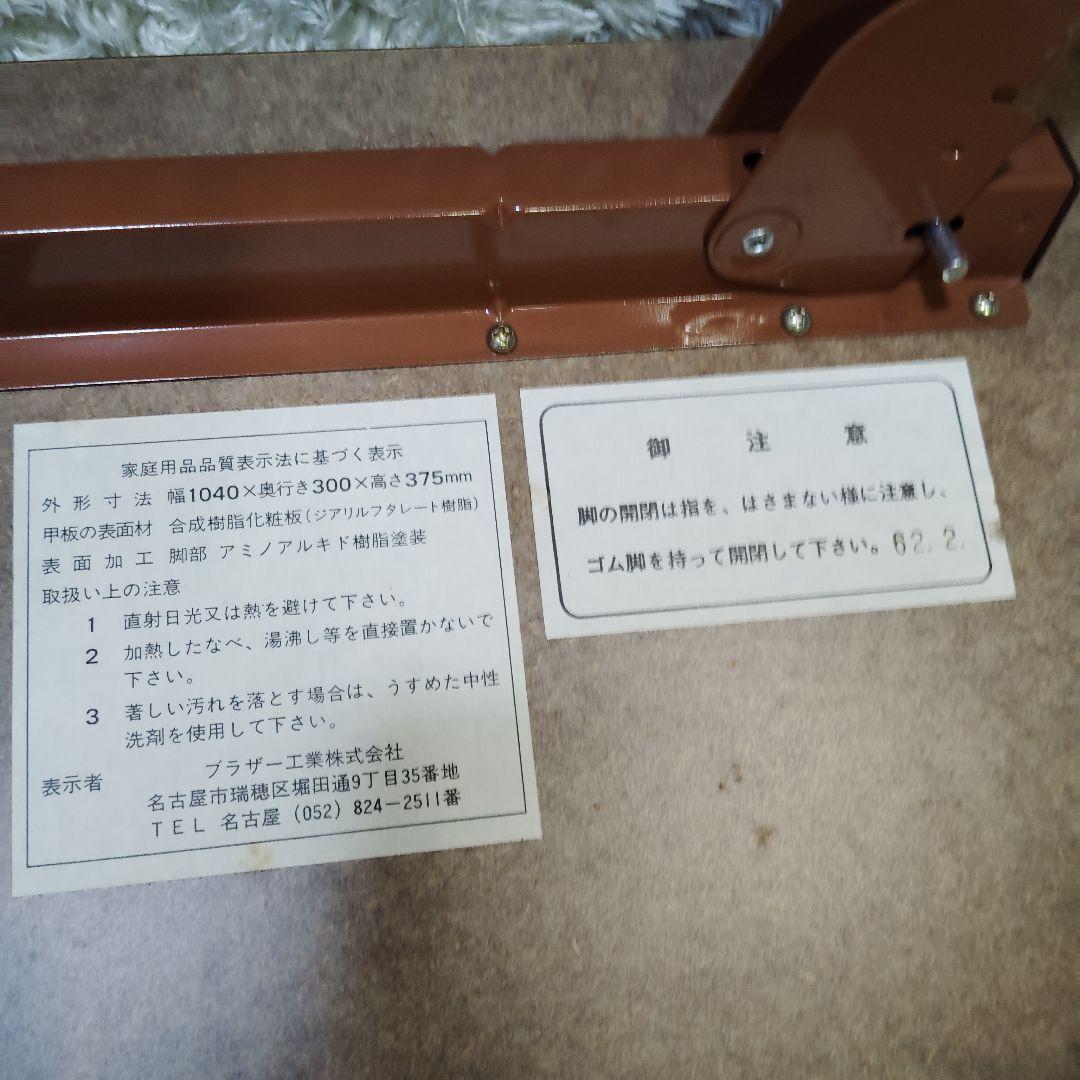 家庭用品品質表示法に基づく表示
外形寸法 幅1040×奥行き300×高さ375mm
甲板の表面材 合成樹脂化粧板(ジアリルフタレート樹脂)
表面加工 脚部 アミノアルキド樹脂塗装
取扱い上の注意
1 直射日光又は熱を避けて下さい。
2 加熱したなべ、湯沸し等を直接置かないで
下さい。
3 著しい汚れを落とす場合は、うすめた中性
洗剤を使用して下さい。
表示者 ブラザー工業株式会社
名古屋市瑞穂区堀田通9丁目35番地
TEL 名古屋 (052) 824-2511番
御注意
脚の開閉は指を、はさまない様に注意し、
ゴム脚を持って開閉して下さい。62.2.